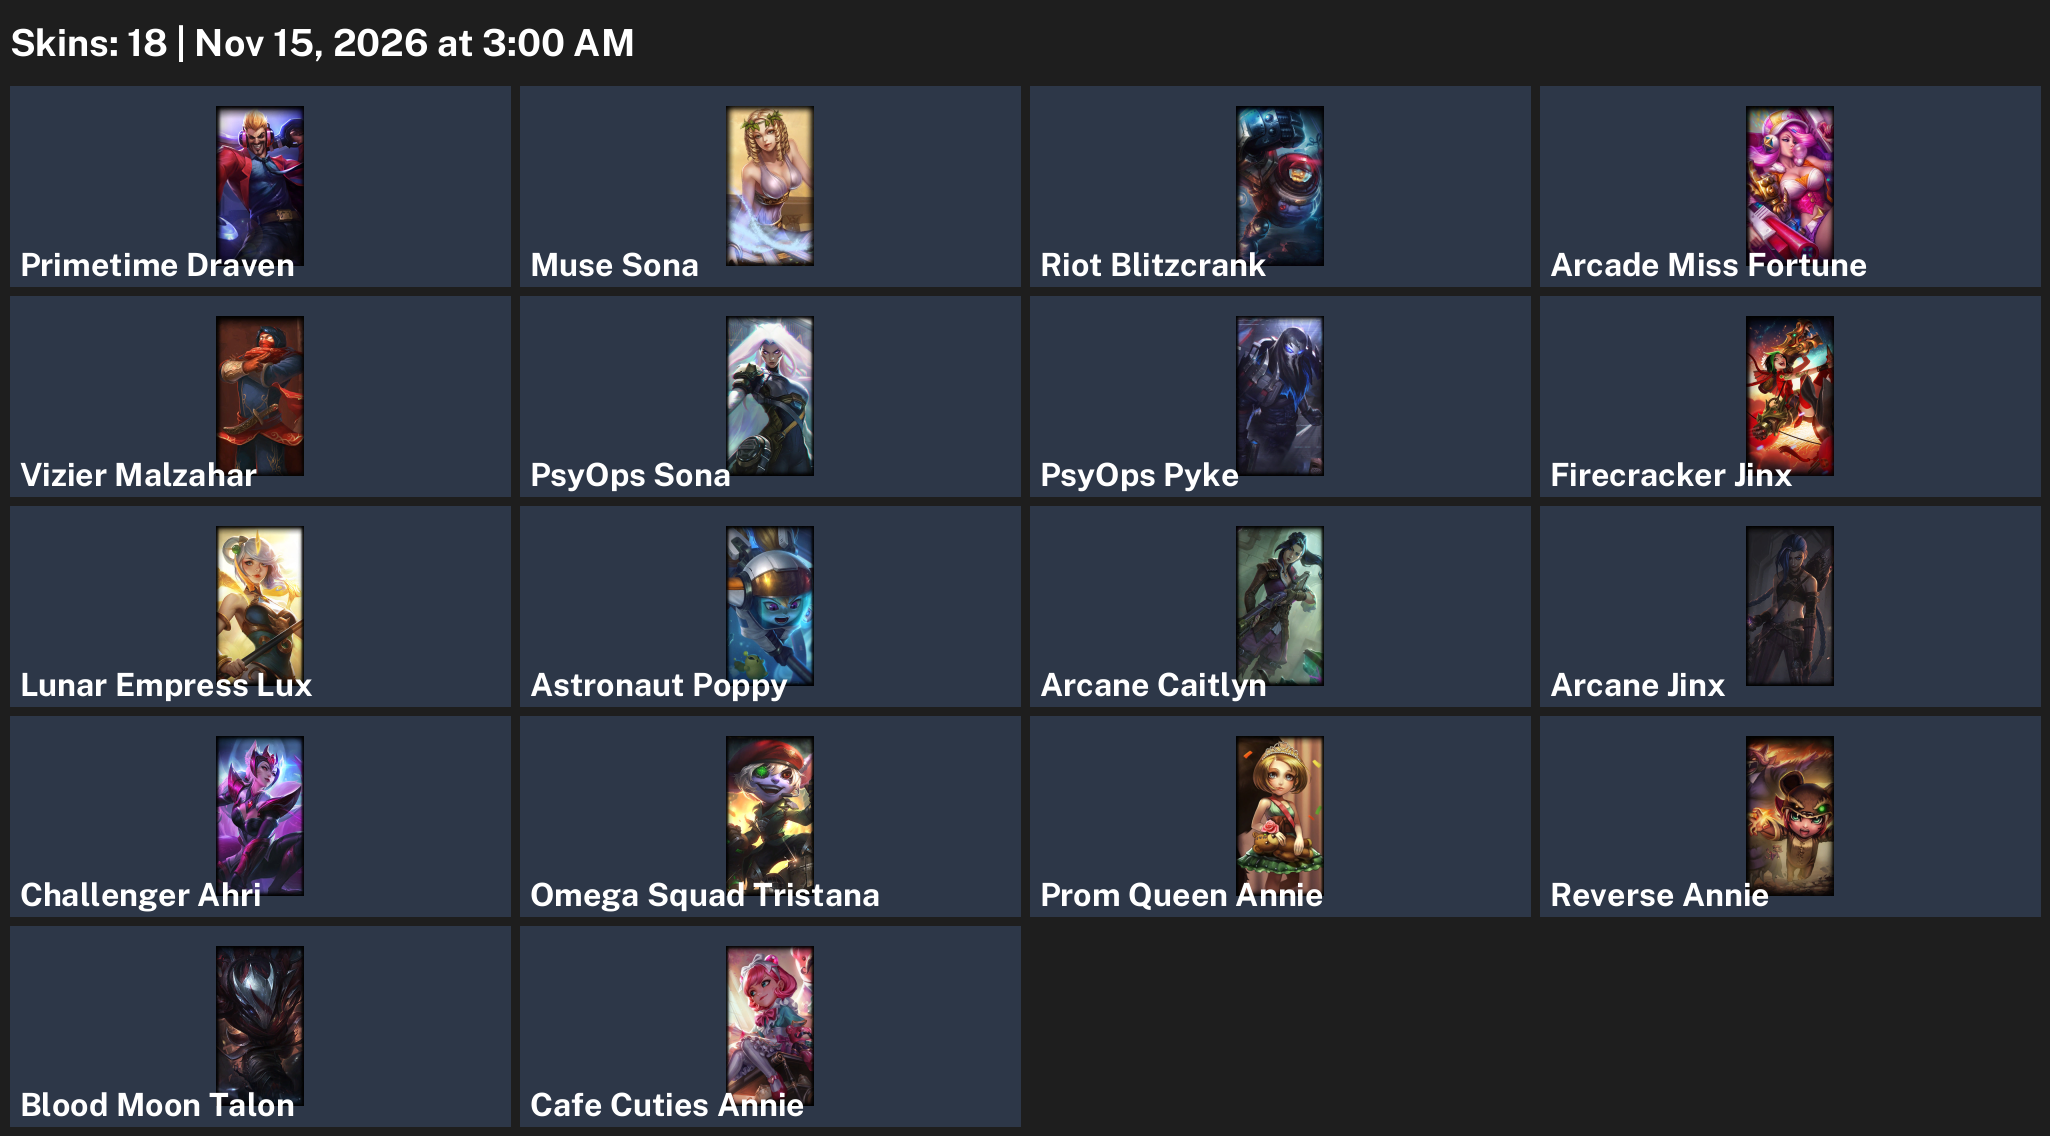 Skins: 18 | Nov 15, 2026 at 3:00 AM
Primetime Draven
Muse Sona
Riot Blitzcrank
Arcade Miss Fortune
Vizier Malzahar
PsyOps Sona
PsyOps Pyke
Firecracker Jinx
Lunar Empress Lux
Astronaut Poppy
Arcane Caitlyn
Arcane Jinx
Challenger Ahri
Omega Squad Tristana
Prom Queen Annie
Reverse Annie
Blood Moon Talon
Cafe Cuties Annie